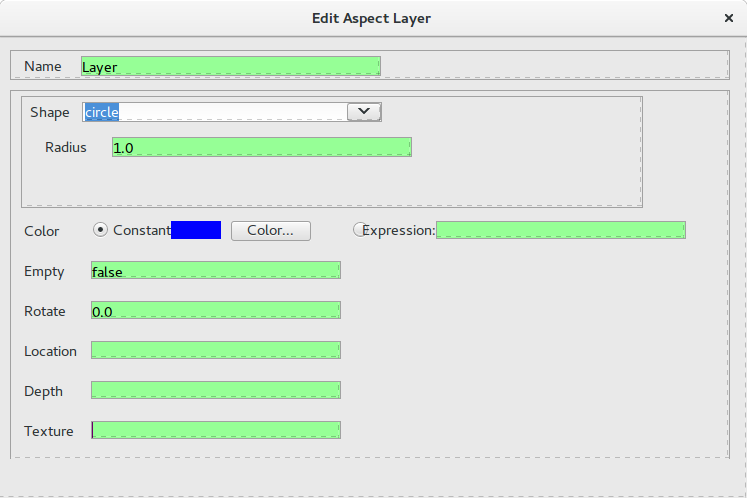 Edit Aspect Layer
Name Layer
Shape circle
Radius 1.0
Color Constant Color... Expression:
Empty false
Rotate 0.0
Location
Depth
Texture